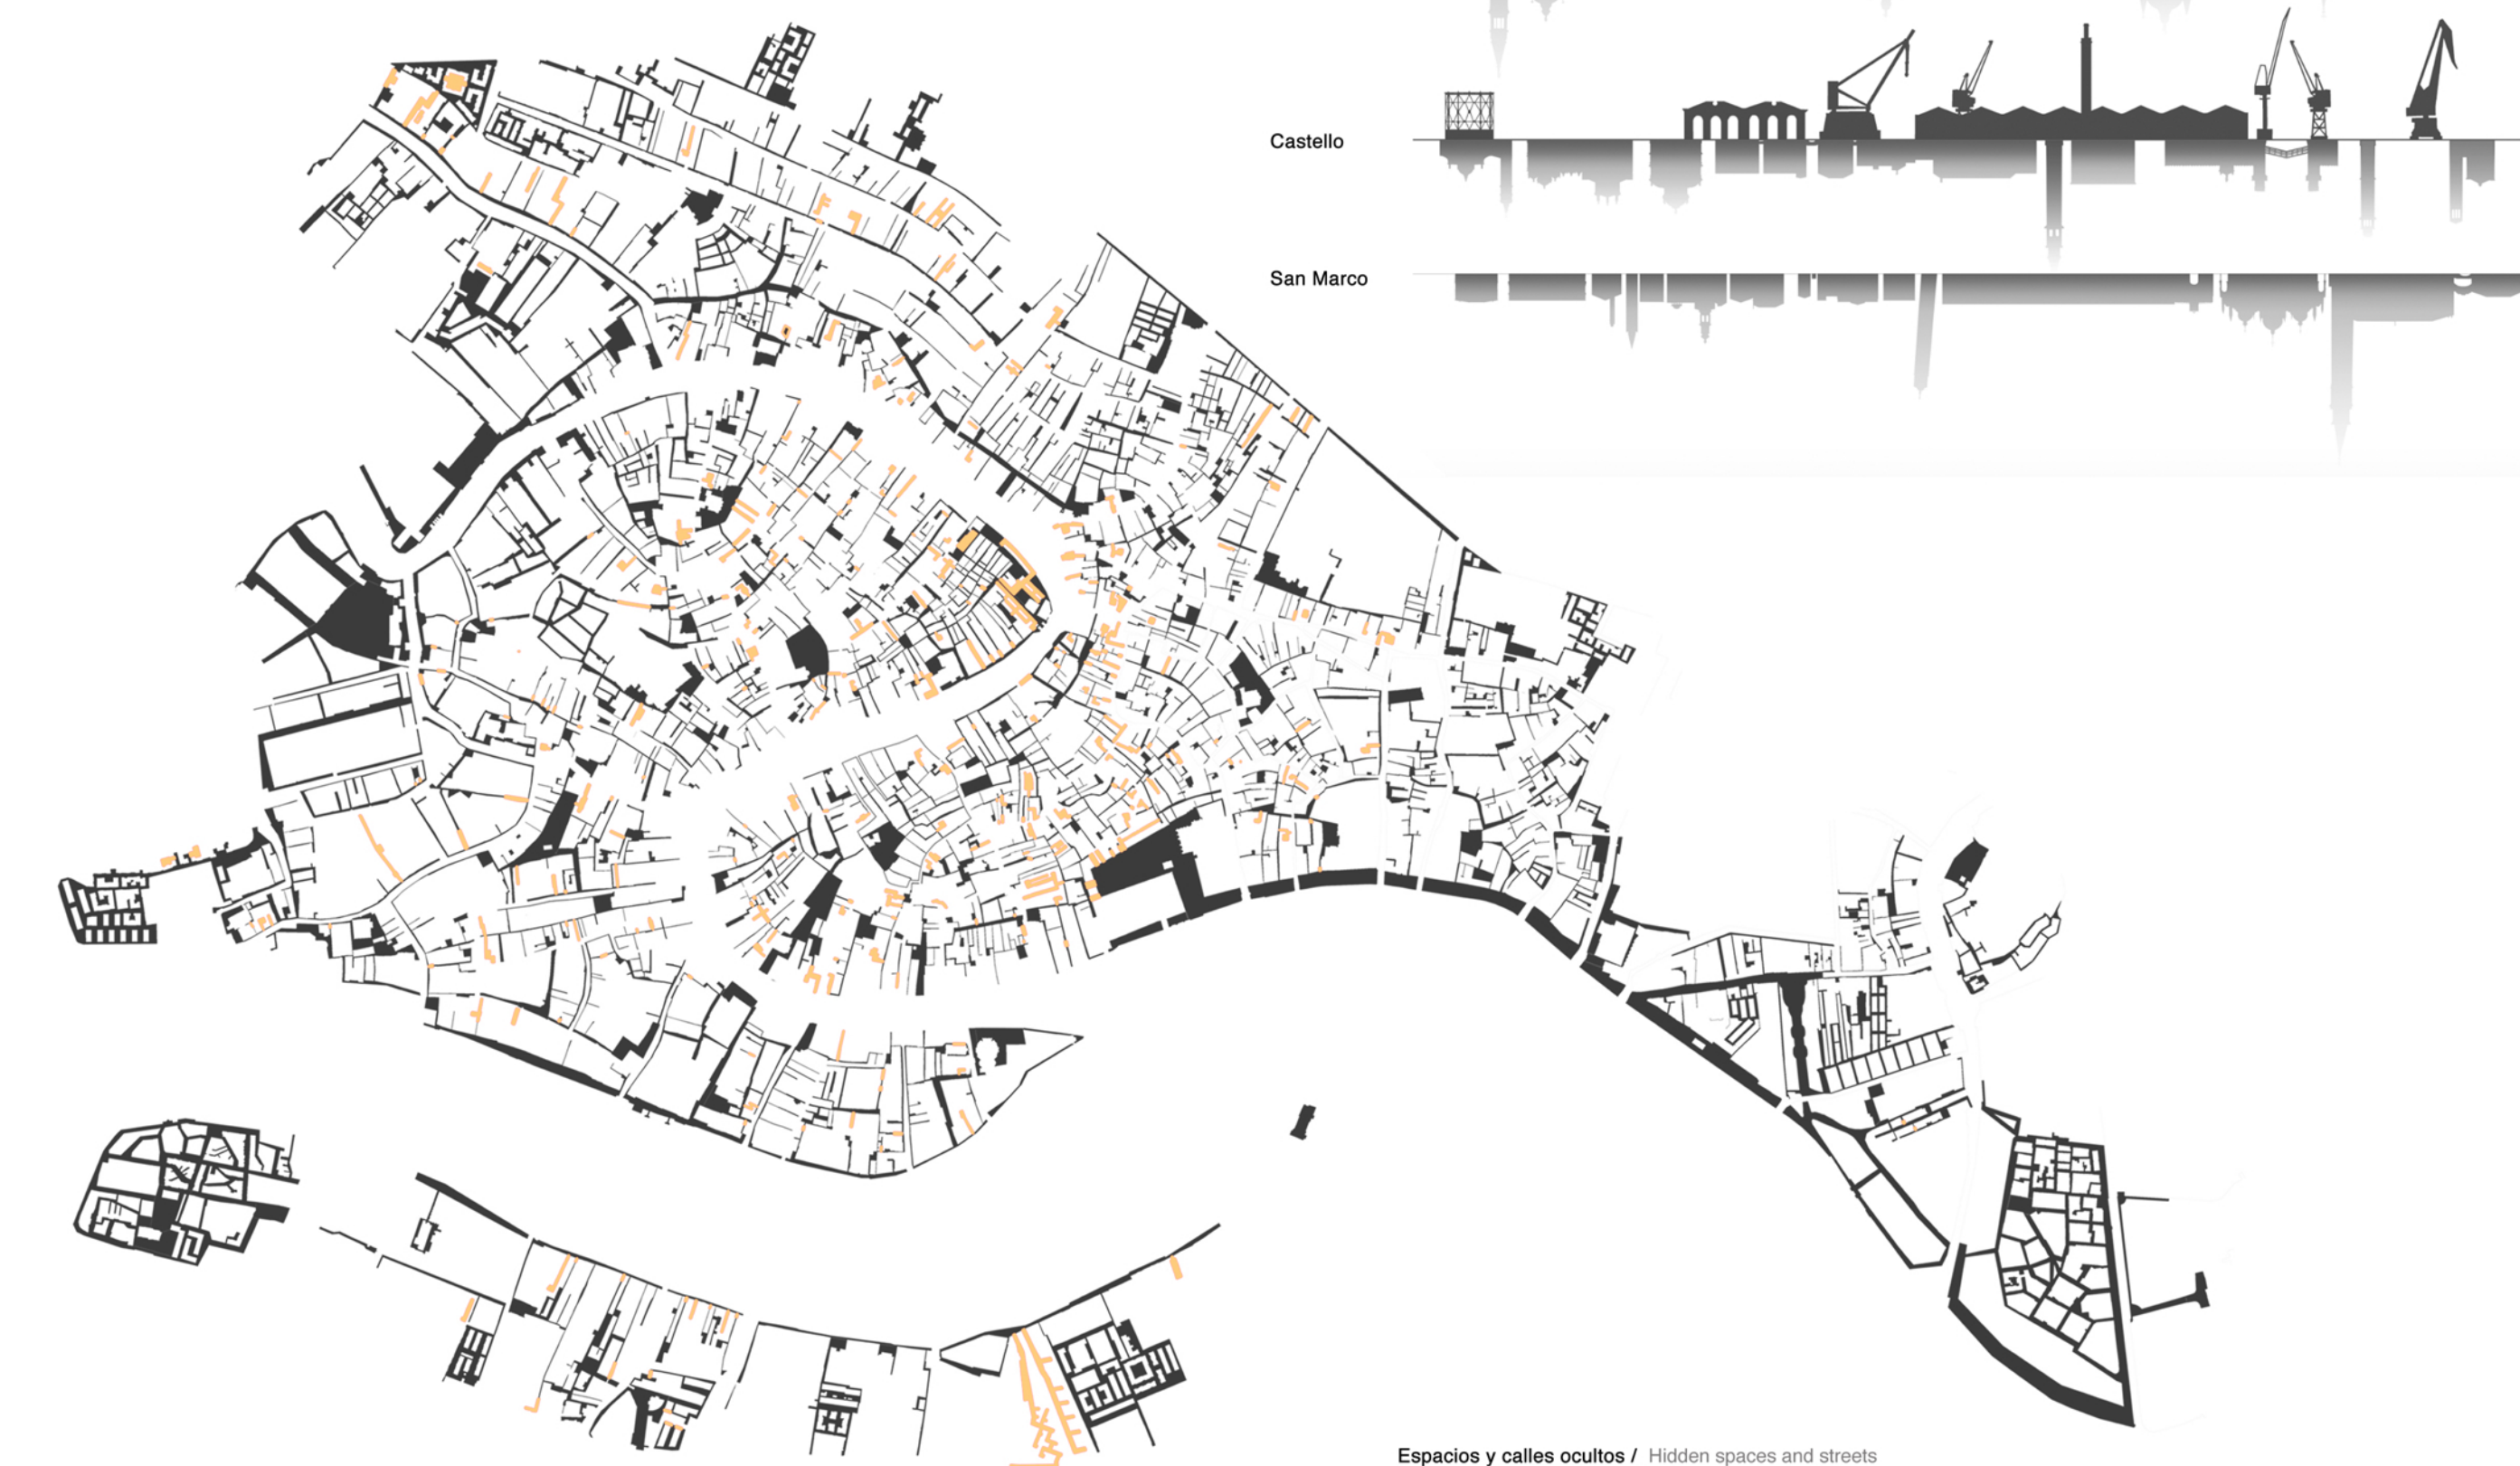 Castello
San Marco
Espacios y calles ocultos / Hidden spaces and streets